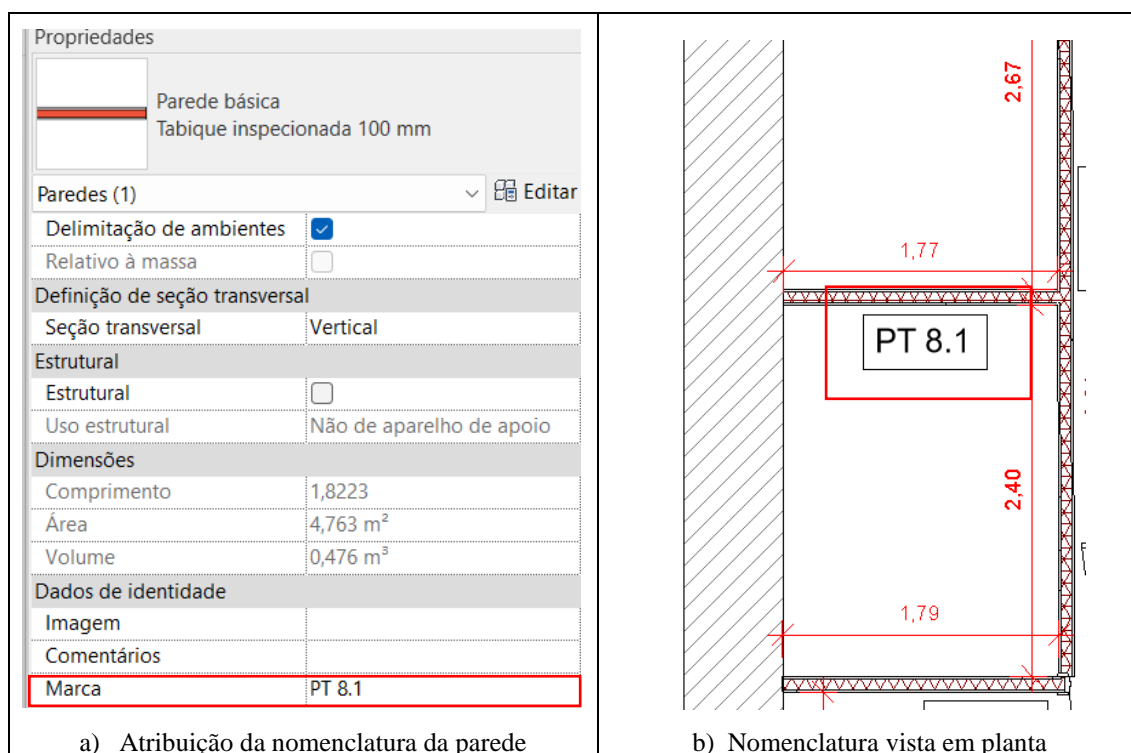 Propriedades
Parede básica
Tabique inspecionada 100 mm
Paredes (1) Editar
Delimitação de ambientes
Relativo à massa
Definição de seção transversal
Seção transversal Vertical
Estrutural
Estrutural
Uso estrutural Não de aparelho de apoio
Dimensões
Comprimento 1,8223
Área 4,763 m²
Volume 0,476 m³
Dados de identidade
Imagem
Comentários
Marca PT 8.1
a) Atribuição da nomenclatura da parede
2,67
1,77
PT 8.1
2,40
1,79
b) Nomenclatura vista em planta